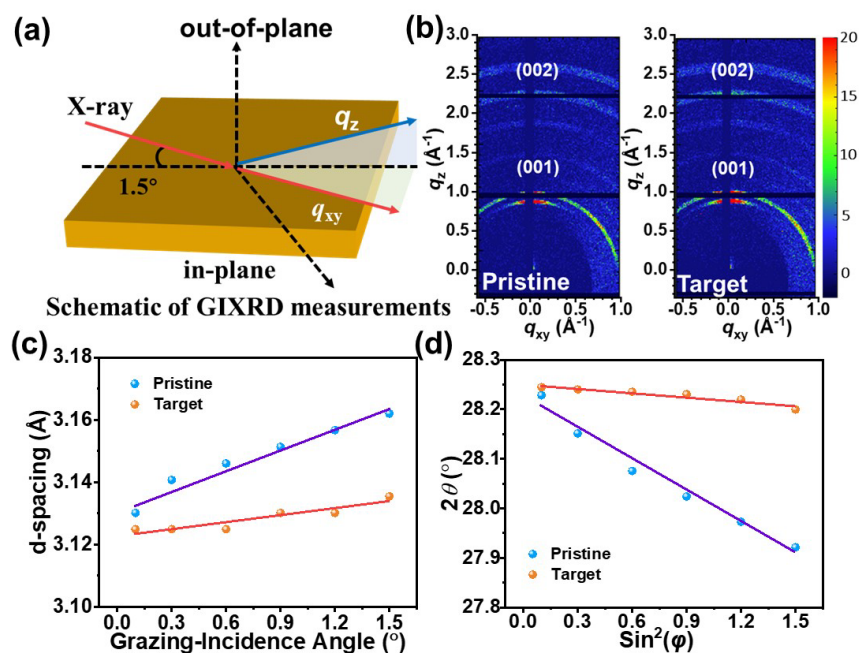 (a)
out-of-plane
X-ray
qz
1.5°
qxy
in-plane
Schematic of GIXRD measurements
(b)
3.0
2.5
2.0
1.5
1.0
0.5
0.0
qz (Å-1)
(002)
(001)
Pristine
-0.5 0.0 0.5 1.0
qxy (Å-1)
3.0
2.5
2.0
1.5
1.0
0.5
0.0
qz (Å-1)
(002)
(001)
Target
-0.5 0.0 0.5 1.0
qxy (Å-1)
20
15
10
5
0
(c)
3.18
3.16
3.14
3.12
3.10
d-spacing (Å)
Pristine
Target
0.0 0.3 0.6 0.9 1.2 1.5
Grazing-Incidence Angle (°)
(d)
28.3
28.2
28.1
28.0
27.9
27.8
2θ (°)
Pristine
Target
0.0 0.3 0.6 0.9 1.2 1.5
Sin²(φ)